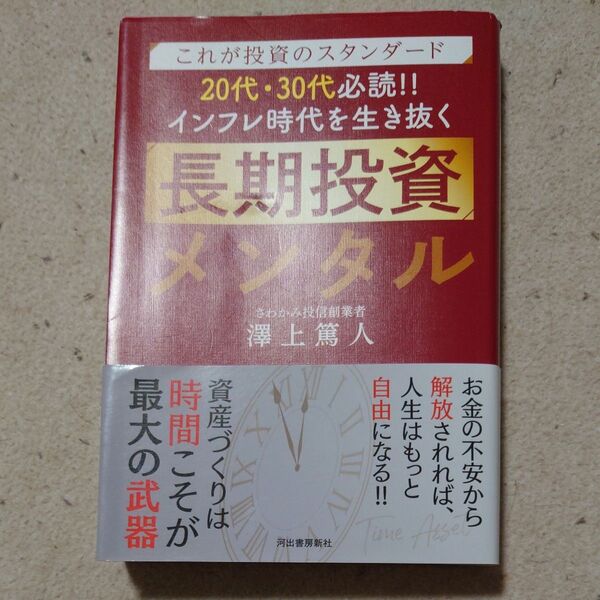 これが投資のスタンダード
20代・30代必読!!
インフレ時代を生き抜く
長期投資
メンタル
さわかみ投信創業者
澤上篤人
お金の不安から
解放されれば、
人生はもっと
自由になる!!
資産づくりは
時間こそが
最大の武器
Time Asset
河出書房新社